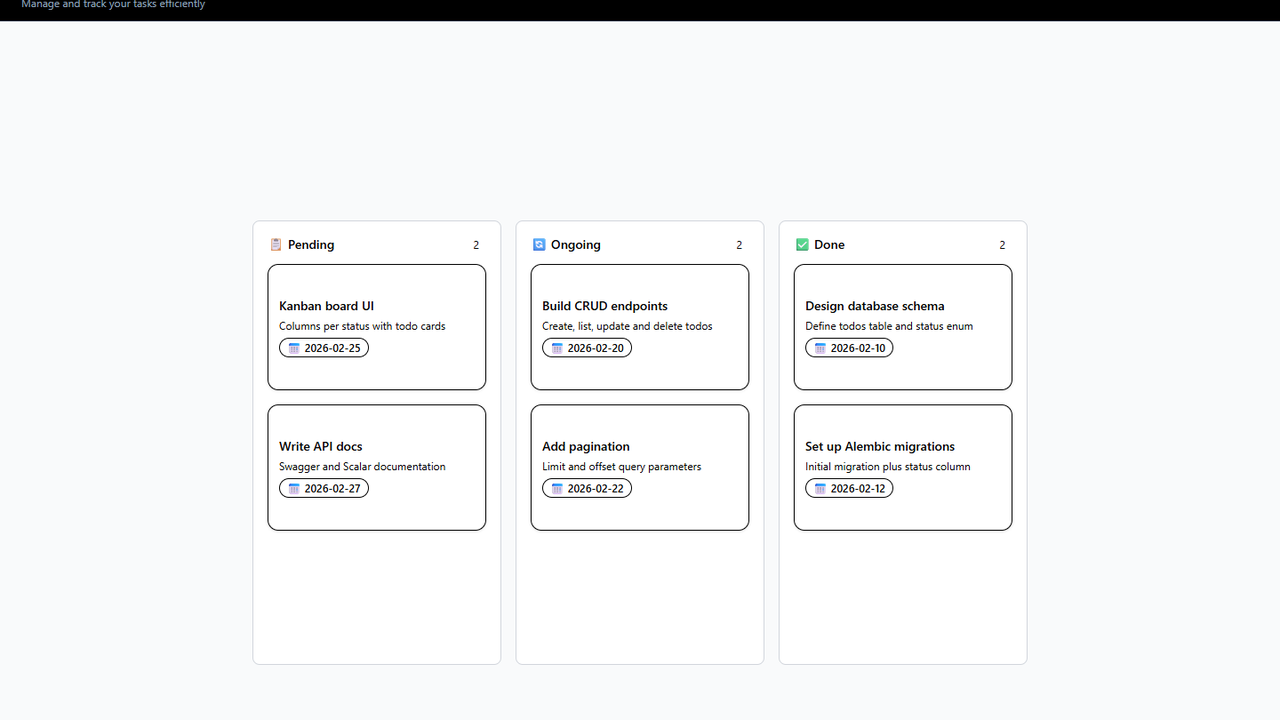 Manage and track your tasks efficiently
Pending 2
Kanban board UI
Columns per status with todo cards
2026-02-25
Write API docs
Swagger and Scalar documentation
2026-02-27
Ongoing 2
Build CRUD endpoints
Create, list, update and delete todos
2026-02-20
Add pagination
Limit and offset query parameters
2026-02-22
Done 2
Design database schema
Define todos table and status enum
2026-02-10
Set up Alembic migrations
Initial migration plus status column
2026-02-12